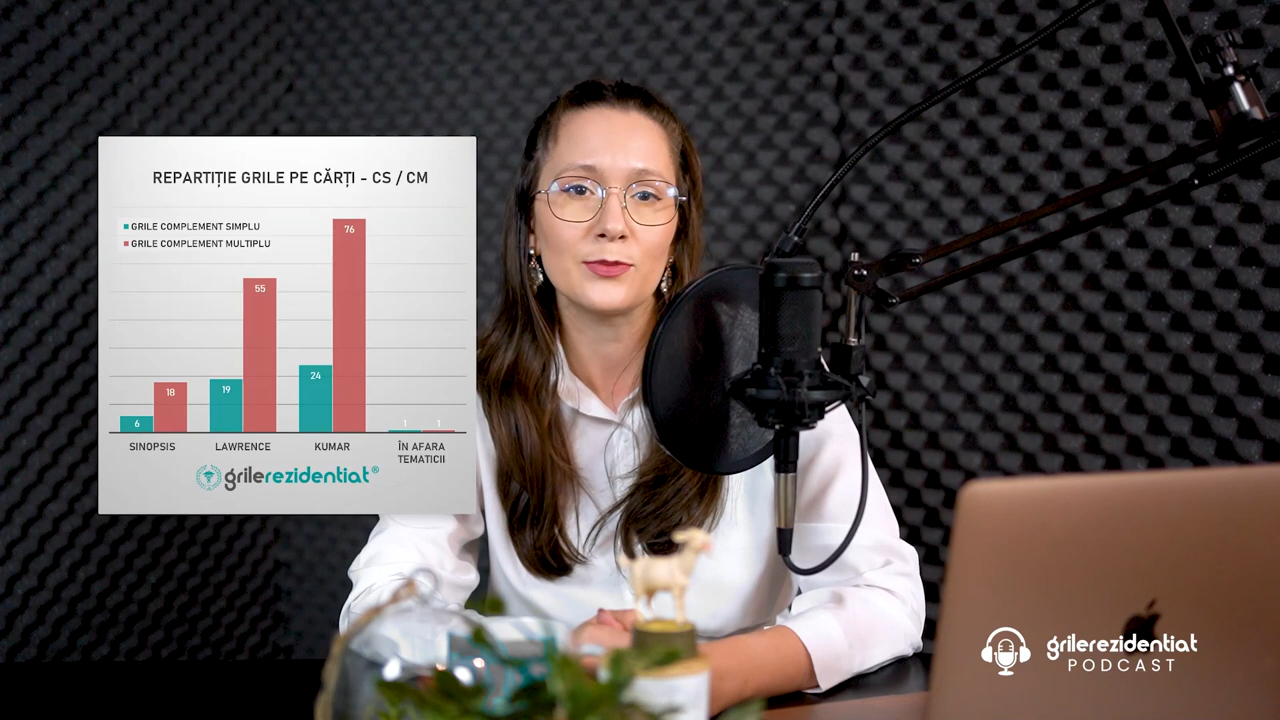 REPARTIȚIE GRILE PE CĂRȚI - CS / CM
GRILE COMPLEMENT SIMPLU
GRILE COMPLEMENT MULTIPLU
6
18
19
55
24
76
1
1
SINOPSIS
LAWRENCE
KUMAR
ÎN AFARA
TEMATICII
grilerezidentiat®
grilerezidentiat
PODCAST